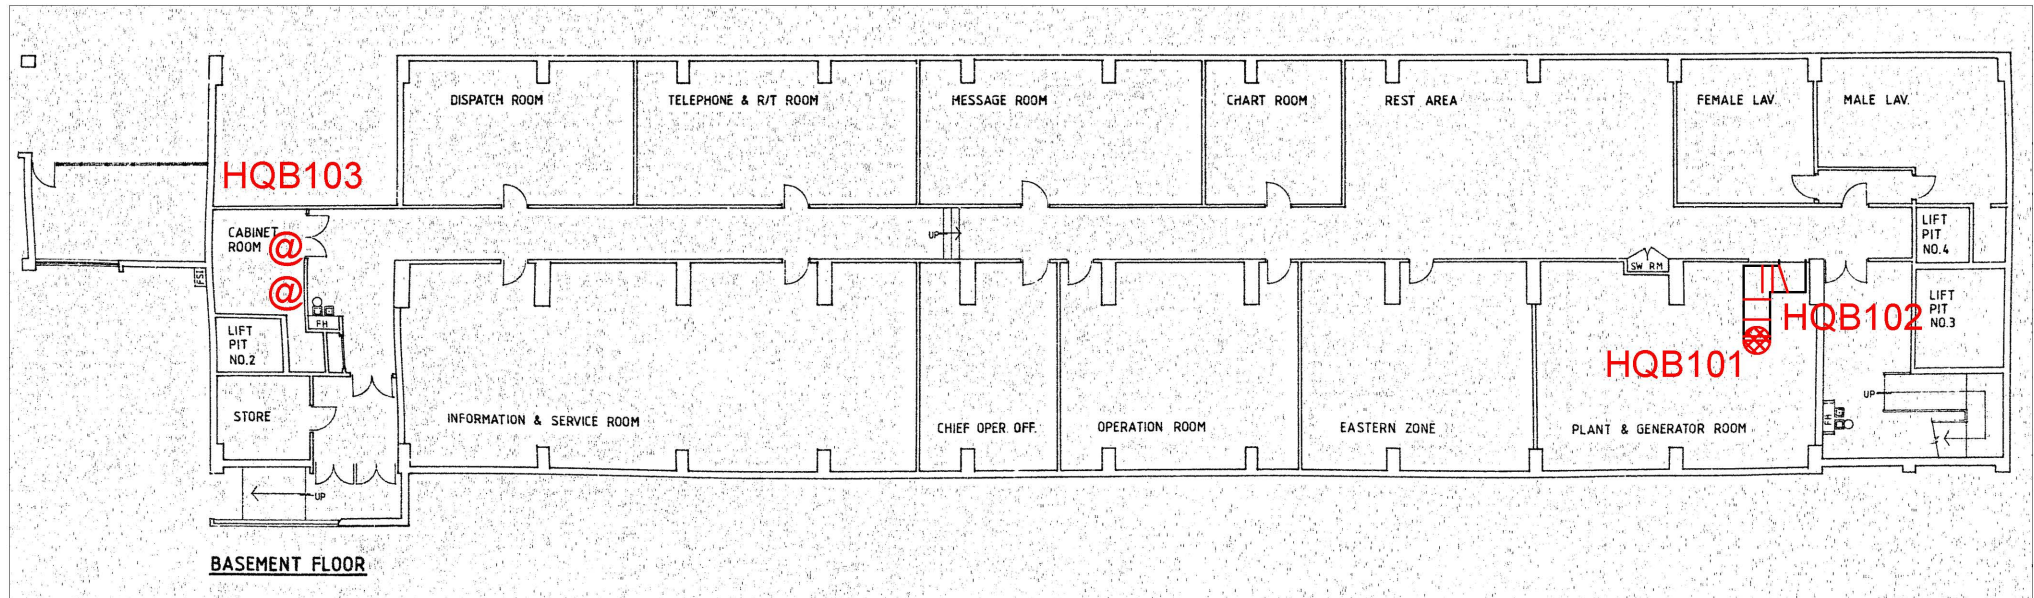 DISPATCH ROOM
TELEPHONE & R/T ROOM
MESSAGE ROOM
CHART ROOM
REST AREA
FEMALE LAV.
MALE LAV.
HQB103
CABINET
ROOM
@
@
UP
LIFT
PIT
NO.4
SW RM
FSI
FH
LIFT
PIT
NO.2
LIFT
PIT
NO.3
HQB102
HQB101
STORE
INFORMATION & SERVICE ROOM
CHIEF OPER. OFF.
OPERATION ROOM
EASTERN ZONE
PLANT & GENERATOR ROOM
FH
UP
UP
BASEMENT FLOOR